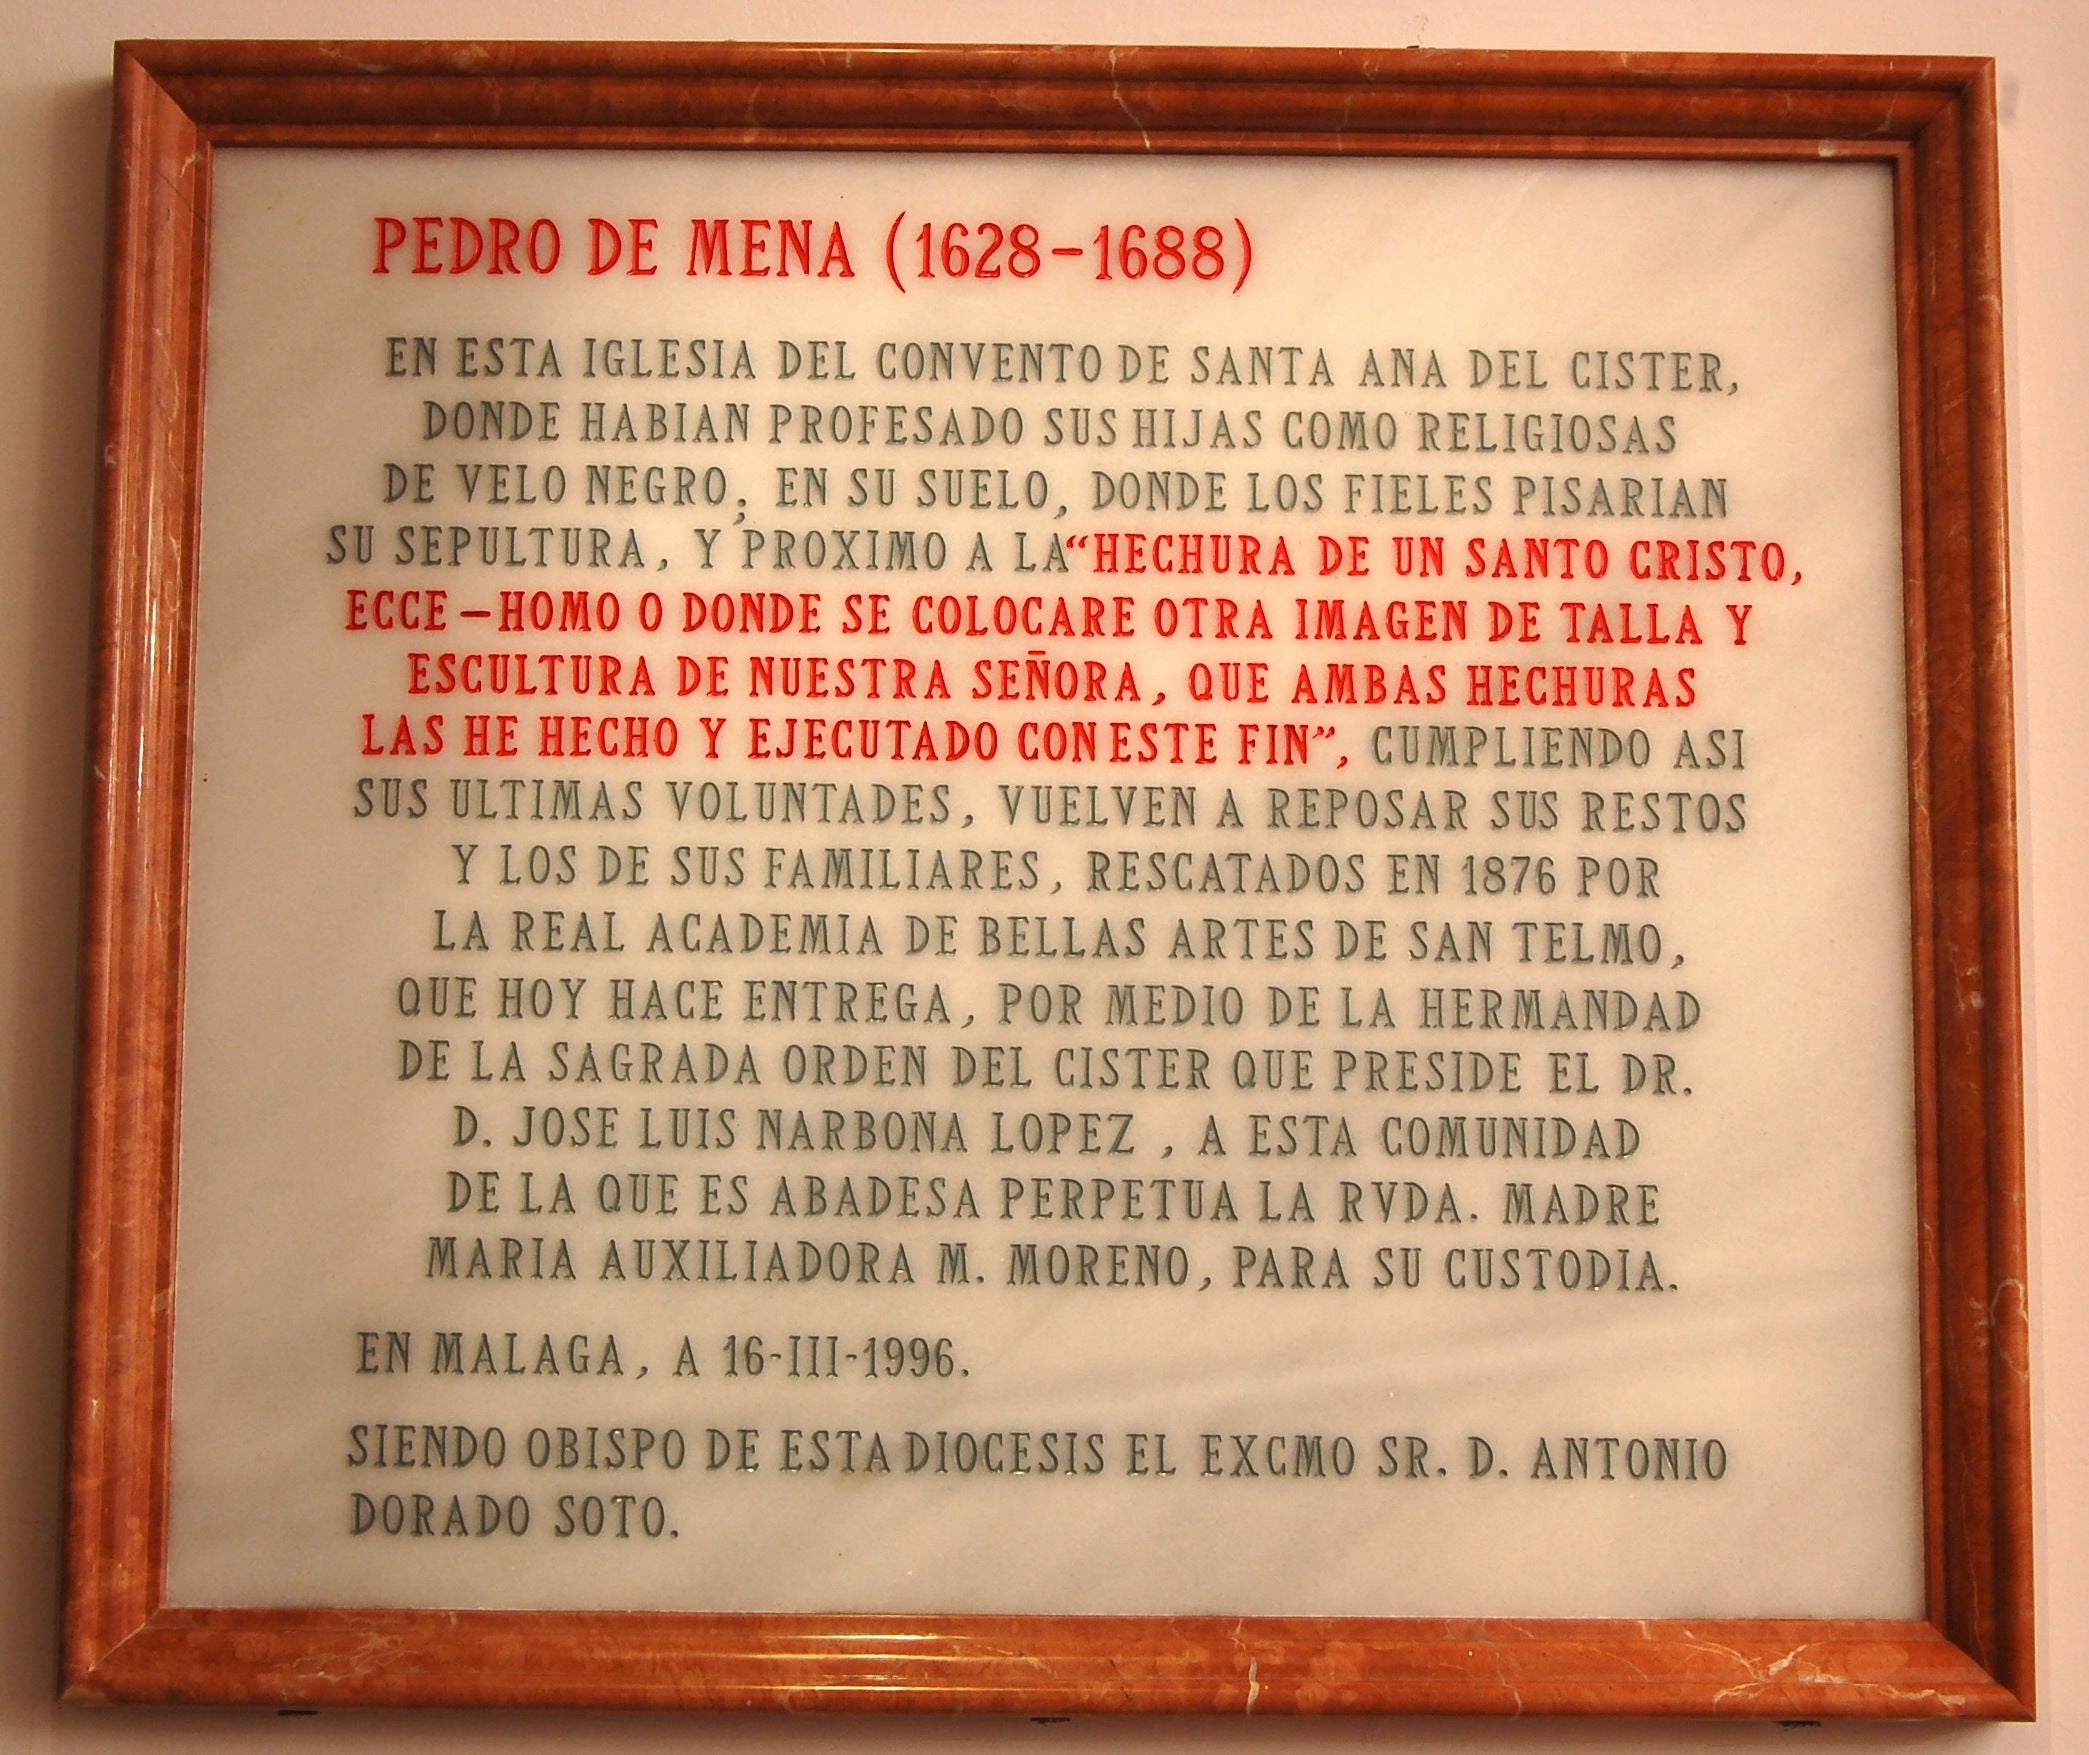 PEDRO DE MENA (1628-1688)
EN ESTA IGLESIA DEL CONVENTO DE SANTA ANA DEL CISTER,
DONDE HABIAN PROFESADO SUS HIJAS COMO RELIGIOSAS
DE VELO NEGRO; EN SU SUELO, DONDE LOS FIELES PISARIAN
SU SEPULTURA, Y PROXIMO A LA “HECHURA DE UN SANTO CRISTO,
ECCE-HOMO O DONDE SE COLOCARE OTRA IMAGEN DE TALLA Y
ESCULTURA DE NUESTRA SEÑORA, QUE AMBAS HECHURAS
LAS HE HECHO Y EJECUTADO CON ESTE FIN”, CUMPLIENDO ASI
SUS ULTIMAS VOLUNTADES, VUELVEN A REPOSAR SUS RESTOS
Y LOS DE SUS FAMILIARES, RESCATADOS EN 1876 POR
LA REAL ACADEMIA DE BELLAS ARTES DE SAN TELMO,
QUE HOY HACE ENTREGA, POR MEDIO DE LA HERMANDAD
DE LA SAGRADA ORDEN DEL CISTER QUE PRESIDE EL DR.
D. JOSE LUIS NARBONA LOPEZ, A ESTA COMUNIDAD
DE LA QUE ES ABADESA PERPETUA LA RVDA. MADRE
MARIA AUXILIADORA M. MORENO, PARA SU CUSTODIA.
EN MALAGA, A 16-III-1996.
SIENDO OBISPO DE ESTA DIOCESIS EL EXCMO SR. D. ANTONIO
DORADO SOTO.